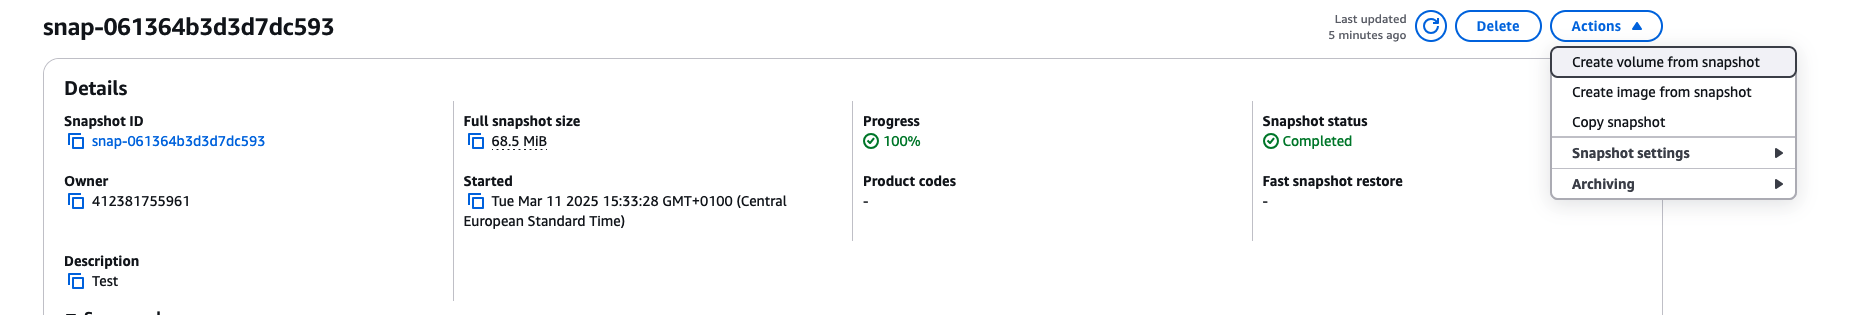 snap-061364b3d3d7dc593
Last updated
5 minutes ago
Delete
Actions
Create volume from snapshot
Create image from snapshot
Copy snapshot
Snapshot settings
Archiving
Details
Snapshot ID
snap-061364b3d3d7dc593
Full snapshot size
68.5 MiB
Progress
100%
Snapshot status
Completed
Owner
412381755961
Started
Tue Mar 11 2025 15:33:28 GMT+0100 (Central
European Standard Time)
Product codes
-
Fast snapshot restore
-
Description
Test